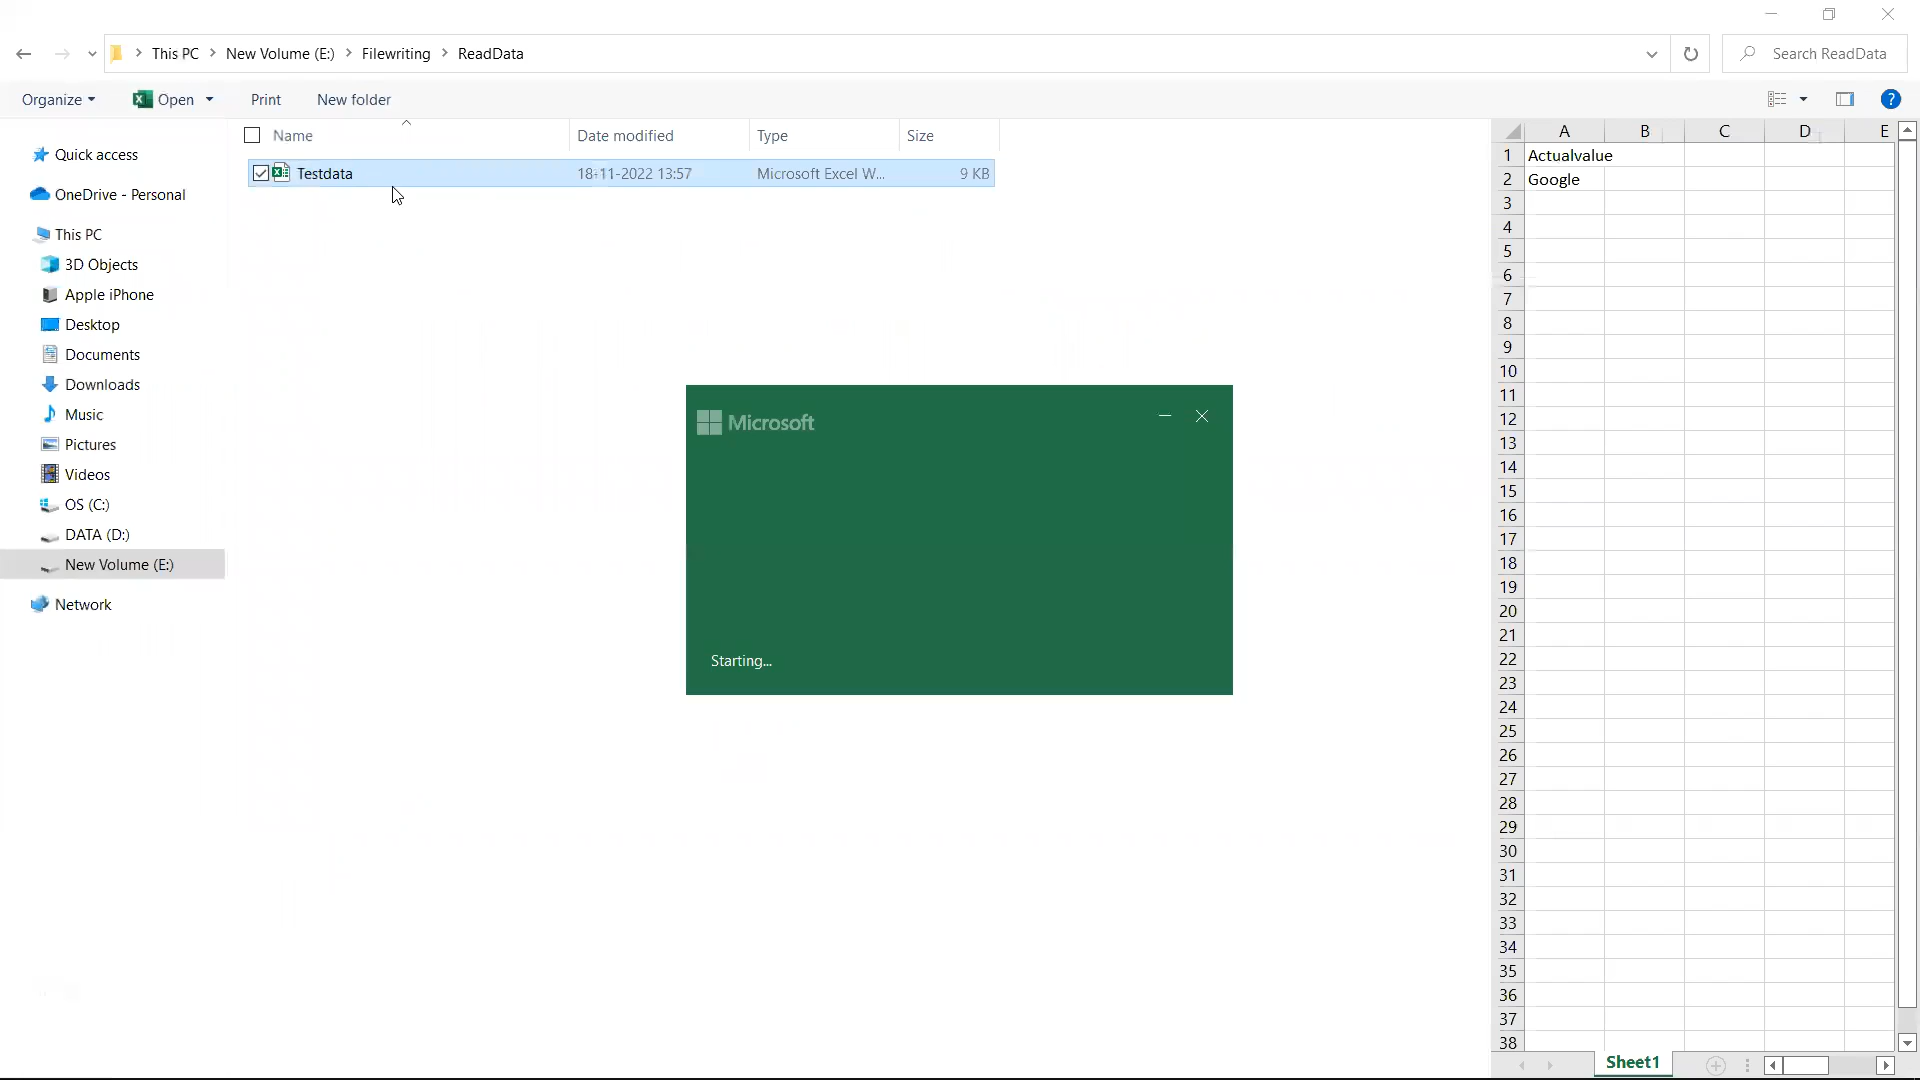 This PC New Volume (E:) Filewriting ReadData
Search ReadData
Organize Open Print New folder
Name Date modified Type Size
Testdata 18-11-2022 13:57 Microsoft Excel W... 9 KB
Quick access
OneDrive - Personal
This PC
3D Objects
Apple iPhone
Desktop
Documents
Downloads
Music
Pictures
Videos
OS (C:)
DATA (D:)
New Volume (E:)
Network
Microsoft
Starting...
A B C D E
1 Actualvalue
2 Google
3
4
5
6
7
8
9
10
11
12
13
14
15
16
17
18
19
20
21
22
23
24
25
26
27
28
29
30
31
32
33
34
35
36
37
38
Sheet1